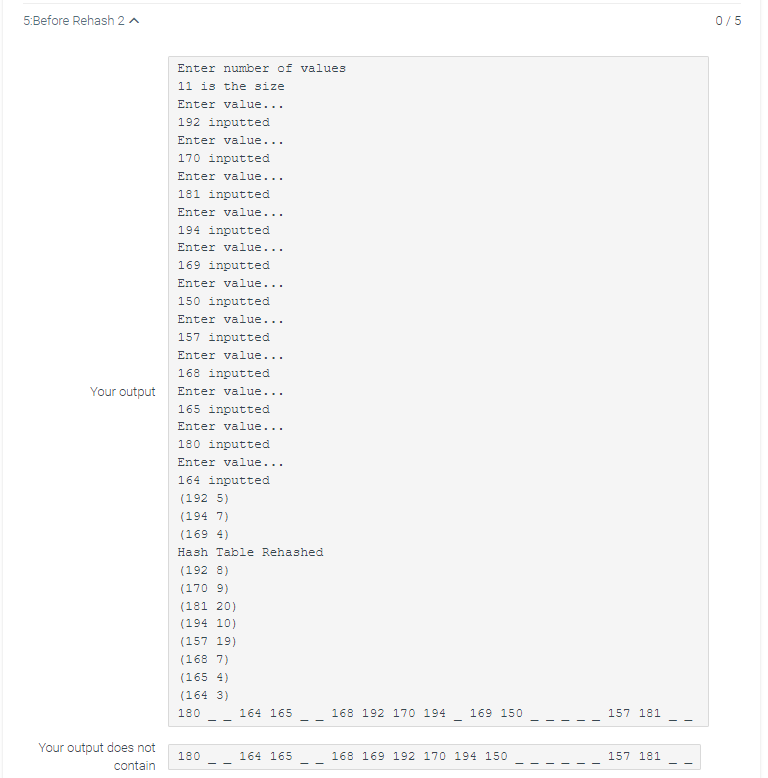 5:Before Rehash 2
0 / 5
Enter number of values
11 is the size
Enter value...
192 inputted
Enter value...
170 inputted
Enter value...
181 inputted
Enter value...
194 inputted
Enter value...
169 inputted
Enter value...
150 inputted
Enter value...
157 inputted
Enter value...
168 inputted
Your output
Enter value...
165 inputted
Enter value...
180 inputted
Enter value...
164 inputted
(192 5)
(194 7)
(169 4)
Hash Table Rehashed
(192 8)
(170 9)
(181 20)
(194 10)
(157 19)
(168 7)
(165 4)
(164 3)
180 _ _ 164 165 _ _ 168 192 170 194 _ 169 150 _ _ _ _ _ 157 181 _ _
Your output does not
contain
180 _ _ 164 165 _ _ 168 169 192 170 194 150 _ _ _ _ _ _ 157 181 _ _